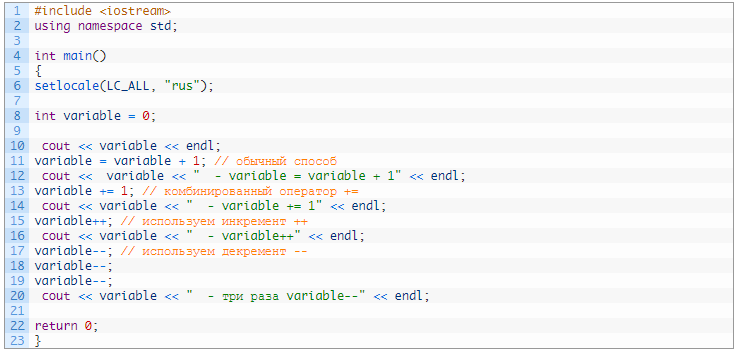 1 #include <iostream>
2 using namespace std;
3
4 int main()
5 {
6 setlocale(LC_ALL, "rus");
7
8 int variable = 0;
9
10  cout << variable << endl;
11 variable = variable + 1; // обычный способ
12  cout <<  variable << "  - variable = variable + 1" << endl;
13 variable += 1; // комбинированный оператор +=
14  cout << variable << "  - variable += 1" << endl;
15 variable++; // используем инкремент ++
16  cout << variable << "  - variable++" << endl;
17 variable--; // используем декремент --
18 variable--;
19 variable--;
20  cout << variable << "  - три раза variable--" << endl;
21
22 return 0;
23 }